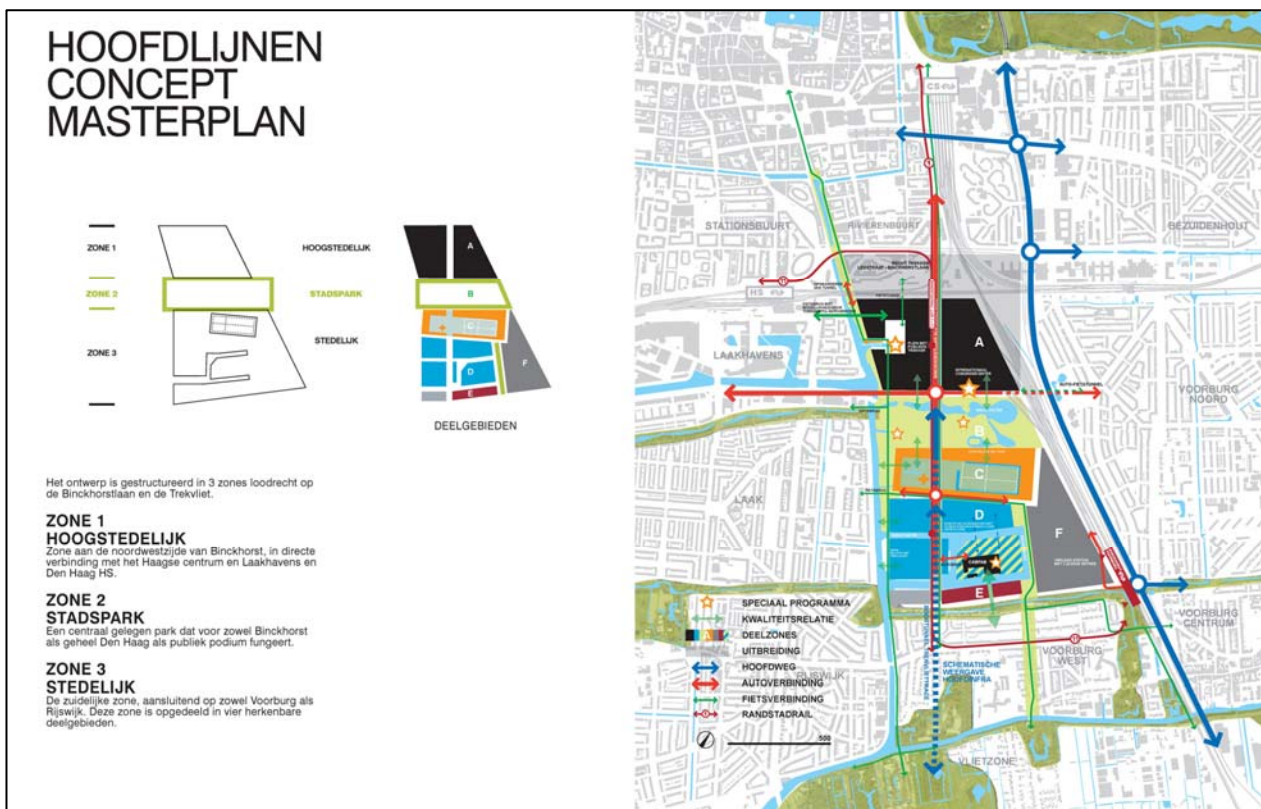 HOOFDLIJNEN
CONCEPT
MASTERPLAN
ZONE 1
ZONE 2
ZONE 3
HOOGSTEDELIJK
STADSPARK
STEDELIJK
A
B
C
D
E
F
DEELGEBIEDEN
Het ontwerp is gestructureerd in 3 zones loodrecht op
de Binckhorstlaan en de Trekvliet.
ZONE 1
HOOGSTEDELIJK
Zone aan de noordwestzijde van Binckhorst, in directe
verbinding met het Haagse centrum en Laakhavens en
Den Haag HS.
ZONE 2
STADSPARK
Een centraal gelegen park dat voor zowel Binckhorst
als geheel Den Haag als publiek podium fungeert.
ZONE 3
STEDELIJK
De zuidelijke zone, aansluitend op zowel Voorburg als
Rijswijk. Deze zone is opgedeeld in vier herkenbare
deelgebieden.
CS
STATIONSBUURT
RIVIERENBUURT
BEZUIDENHOUT
HS
LAAKHAVENS
A
INTERNATIONAAL
AUTO-FIETSTUNNEL
VOORBURG
NOORD
B
C
LAAK
D
F
E
VOORBURG
CENTRUM
VOORBURG
WEST
RIJSWIJK
SCHEMATISCHE
WEERGAVE
HOOFDINFRA
VLIETZONE
SPECIAAL PROGRAMMA
KWALITEITSRELATIE
A
DEELZONES
UITBREIDING
HOOFDWEG
AUTOVERBINDING
FIETSVERBINDING
RANDSTADRAIL
500